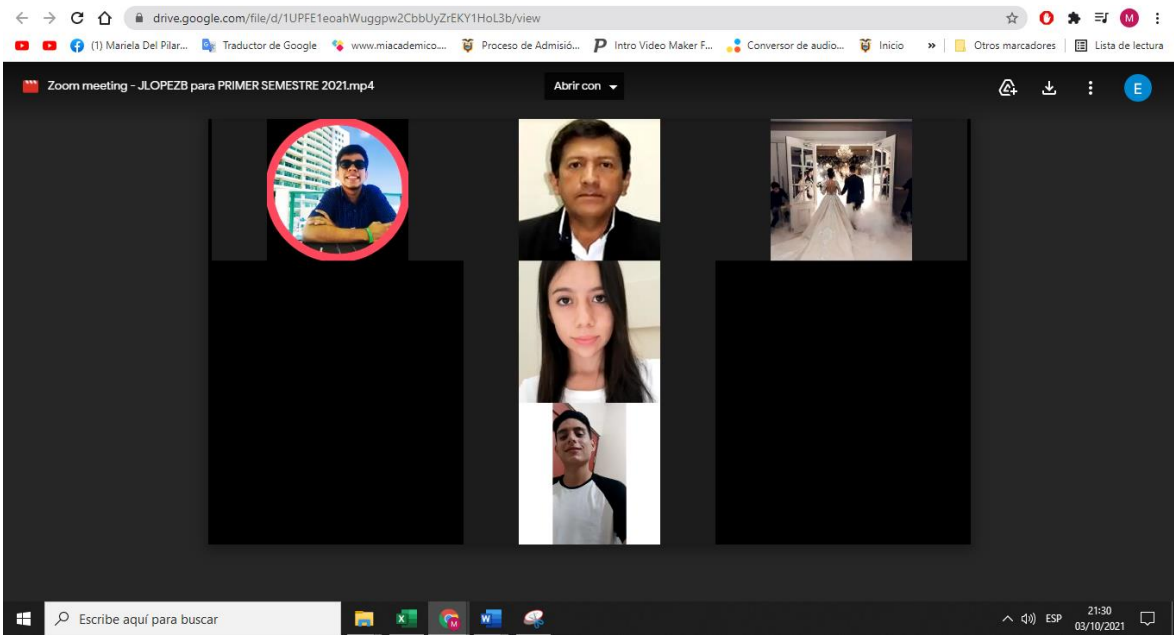 drive.google.com/file/d/1UPFE1eoahWuggpw2CbbUyZrEKY1HoL3b/view
M
(1) Mariela Del Pilar...
Traductor de Google
www.miacademico....
Proceso de Admisió...
Intro Video Maker F...
Conversor de audio...
Inicio
»
Otros marcadores
Lista de lectura
Zoom meeting - JLOPEZB para PRIMER SEMESTRE 2021.mp4
Abrir con
E
Escribe aquí para buscar
ESP
21:30
03/10/2021